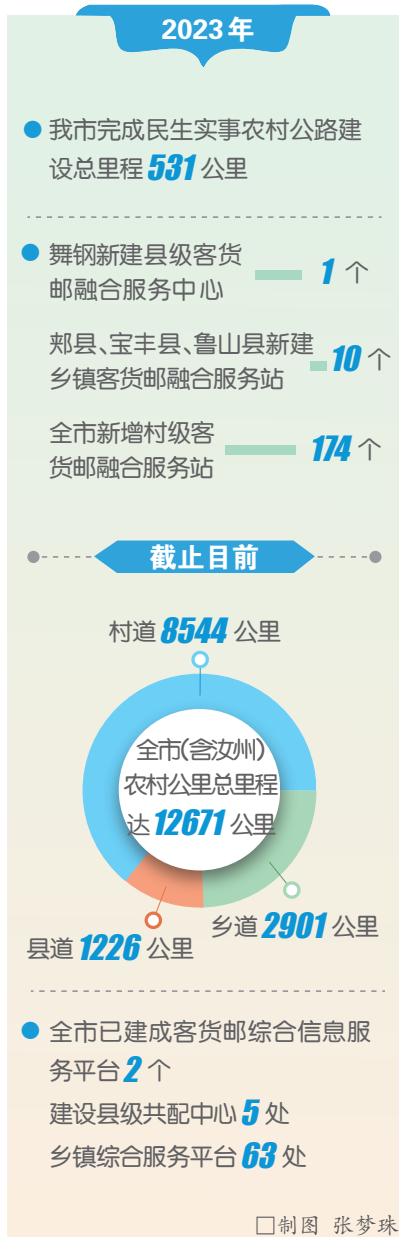 2023年
我市完成民生实事农村公路建
设总里程531公里
舞钢新建县级客货
邮融合服务中心
1个
郏县、宝丰县、鲁山县新建
乡镇客货邮融合服务站
10个
全市新增村级客
货邮融合服务站
174个
截止目前
村道8544公里
全市(含汝州)
农村公里总里程
达12671公里
乡道2901公里
县道1226公里
全市已建成客货邮综合信息服
务平台2个
建设县级共配中心5处
乡镇综合服务平台63处
□制图 张梦珠